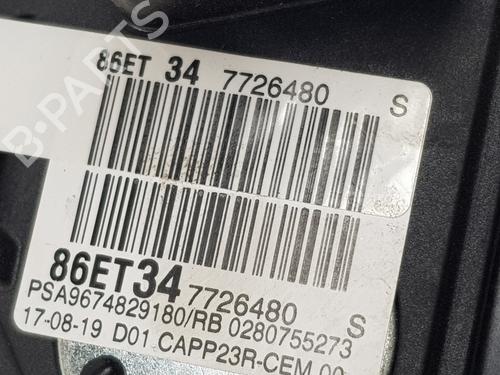 86ET 34 7726480 S
86ET34 7726480 S
PSA9674829180/RB 0280755273
17-08-19 D01 CAPP23R-CEM 00
B-PARTS